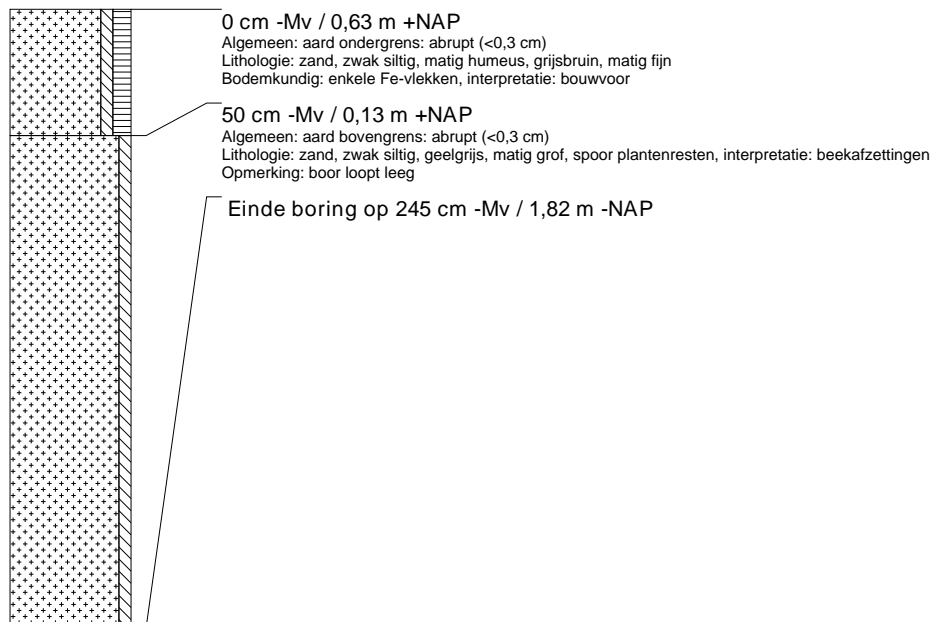 0 cm -Mv / 0,63 m +NAP
Algemeen: aard ondergrens: abrupt (<0,3 cm)
Lithologie: zand, zwak siltig, matig humeus, grijsbruin, matig fijn
Bodemkundig: enkele Fe-vlekken, interpretatie: bouwvoor
50 cm -Mv / 0,13 m +NAP
Algemeen: aard bovengrens: abrupt (<0,3 cm)
Lithologie: zand, zwak siltig, geelgrijs, matig grof, spoor plantenresten, interpretatie: beekafzettingen
Opmerking: boor loopt leeg
Einde boring op 245 cm -Mv / 1,82 m -NAP